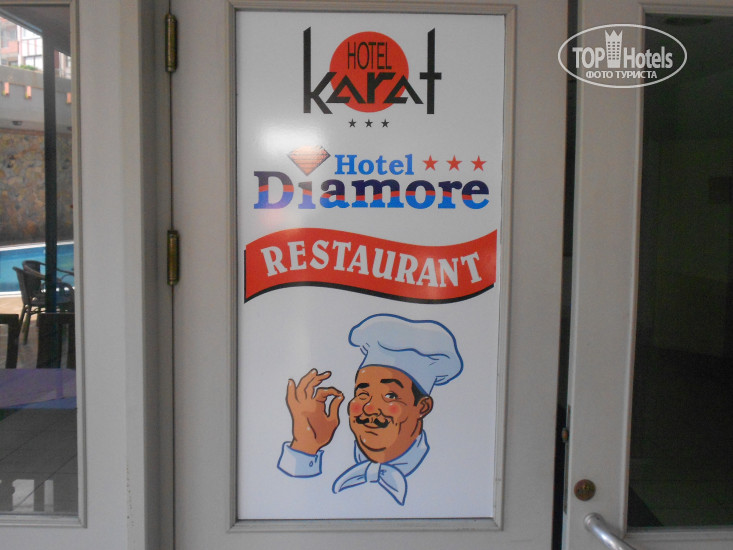 HOTEL
karat
★★★
Hotel ★★★
Diamore
RESTAURANT
TOP Hotels
ФОТО ТУРИСТА